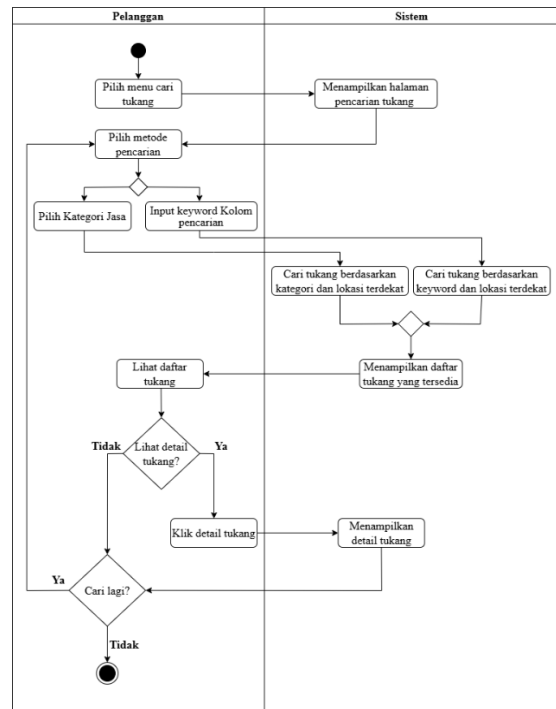 Pelanggan
Sistem
Pilih menu cari
tukang
Menampilkan halaman
pencarian tukang
Pilih metode
pencarian
Pilih Kategori Jasa
Input keyword Kolom
pencarian
Cari tukang berdasarkan
kategori dan lokasi terdekat
Cari tukang berdasarkan
keyword dan lokasi terdekat
Lihat daftar
tukang
Menampilkan daftar
tukang yang tersedia
Tidak
Lihat detail
tukang?
Ya
Klik detail tukang
Menampilkan
detail tukang
Ya
Cari lagi?
Tidak